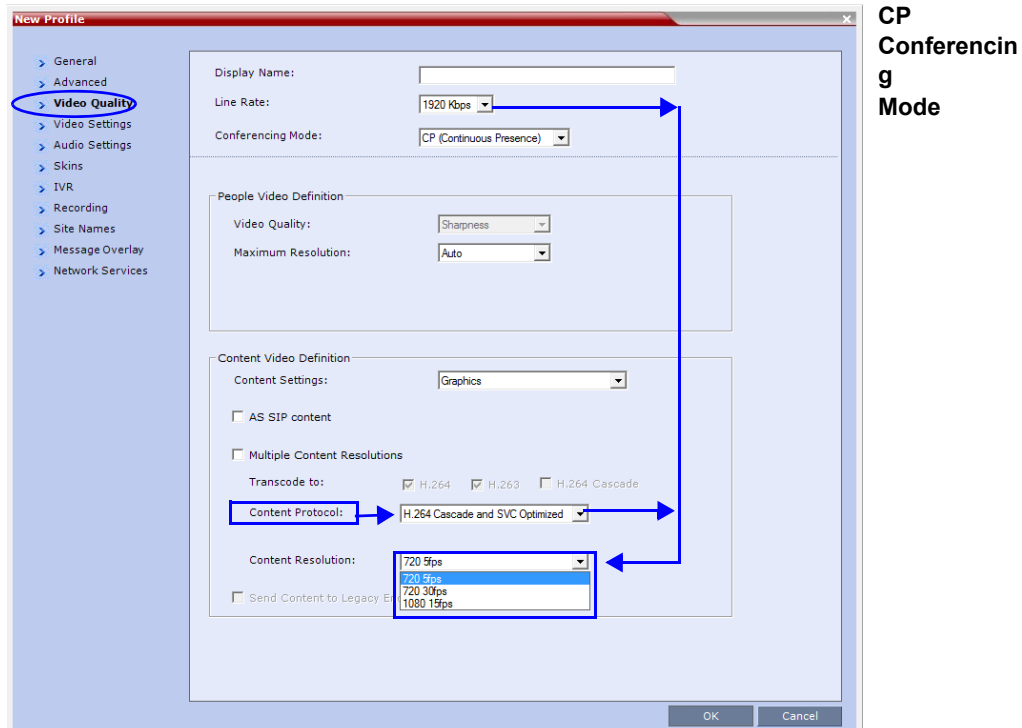 New Profile
General
Advanced
Video Quality
Video Settings
Audio Settings
Skins
IVR
Recording
Site Names
Message Overlay
Network Services
Display Name:
Line Rate: 1920 Kbps
Conferencing Mode: CP (Continuous Presence)
People Video Definition
Video Quality: Sharpness
Maximum Resolution: Auto
Content Video Definition
Content Settings: Graphics
AS SIP content
Multiple Content Resolutions
Transcode to: H.264 H.263 H.264 Cascade
Content Protocol: H.264 Cascade and SVC Optimized
Content Resolution: 720 5fps
720 5fps
720 30fps
1080 15fps
Send Content to Legacy
OK Cancel
CP
Conferencin
g
Mode